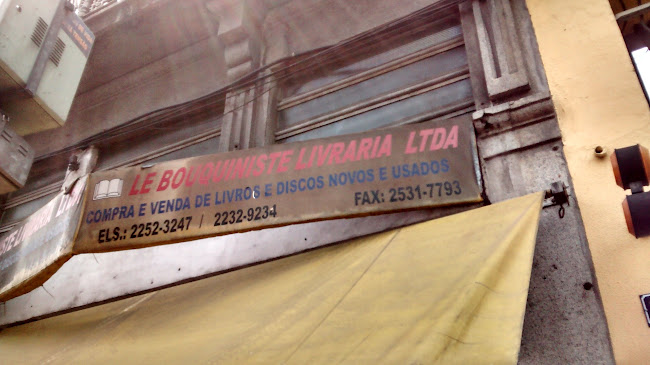 LE BOUQUINISTE LIVRARIA LTDA
COMPRA E VENDA DE LIVROS E DISCOS NOVOS E USADOS
ELS.: 2252-3247 / 2232-9234 FAX: 2531-7793
LTDA